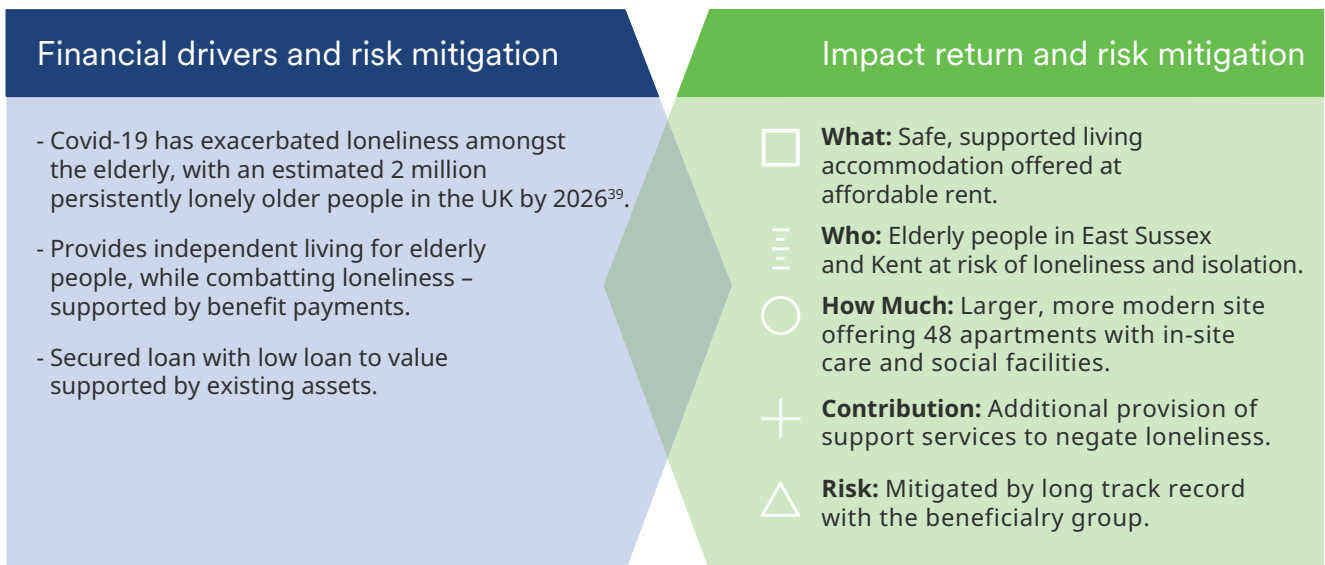 Financial drivers and risk mitigation
- Covid-19 has exacerbated loneliness amongst
the elderly, with an estimated 2 million
persistently lonely older people in the UK by 2026³⁹.
- Provides independent living for elderly
people, while combatting loneliness –
supported by benefit payments.
- Secured loan with low loan to value
supported by existing assets.
Impact return and risk mitigation
What: Safe, supported living
accommodation offered at
affordable rent.
Who: Elderly people in East Sussex
and Kent at risk of loneliness and isolation.
How Much: Larger, more modern site
offering 48 apartments with in-site
care and social facilities.
Contribution: Additional provision of
support services to negate loneliness.
Risk: Mitigated by long track record
with the beneficialry group.